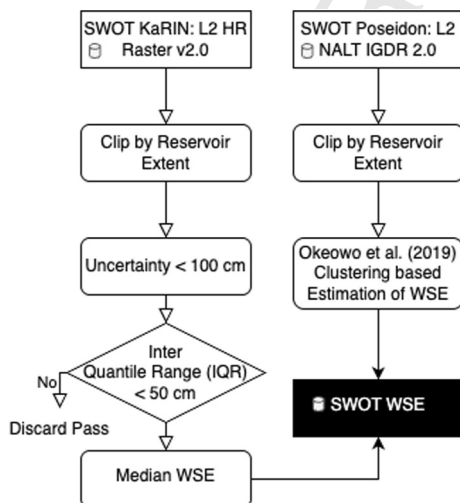 SWOT KaRIN: L2 HR
Raster v2.0
SWOT Poseidon: L2
NALT IGDR 2.0
Clip by Reservoir
Extent
Clip by Reservoir
Extent
Uncertainty < 100 cm
Okeowo et al. (2019)
Clustering based
Estimation of WSE
Inter
Quantile Range (IQR)
< 50 cm
No
Discard Pass
SWOT WSE
Median WSE